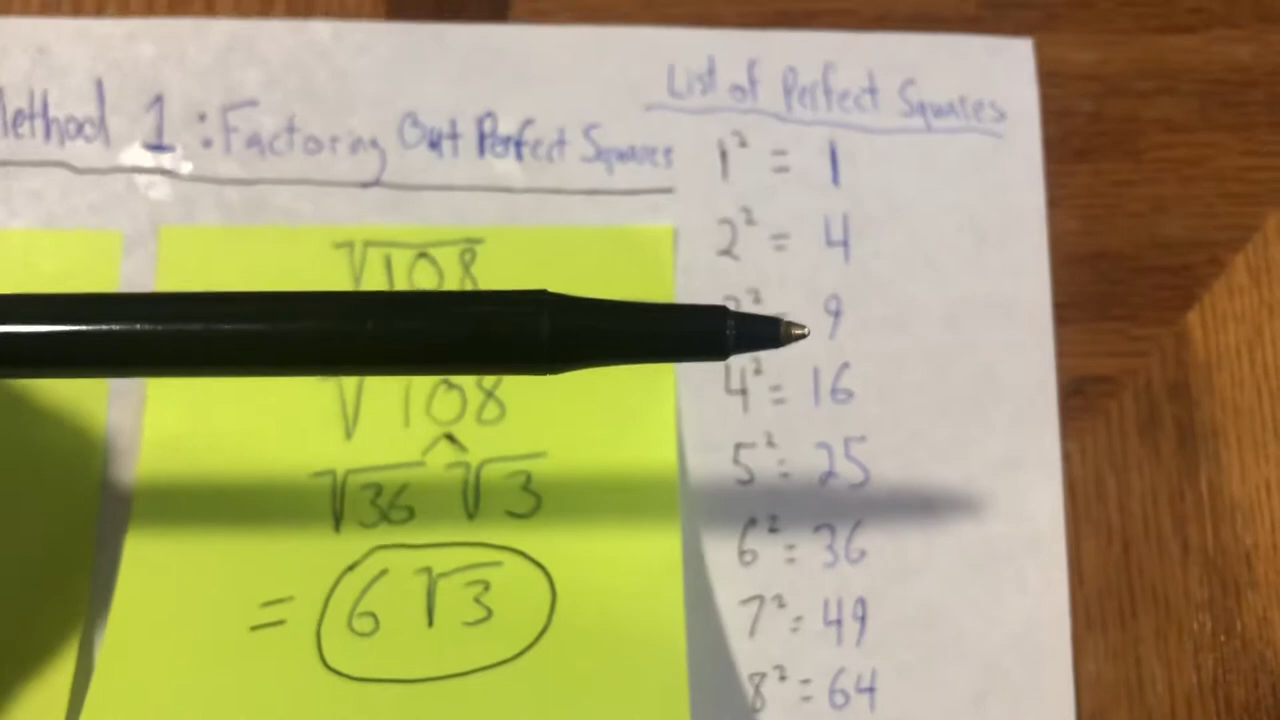 Method 1: Factoring Out Perfect Squares
√108
√108
√36 √3
= 6√3
List of Perfect Squares
1² = 1
2² = 4
9
4² = 16
5² = 25
6² = 36
7² = 49
8² = 64